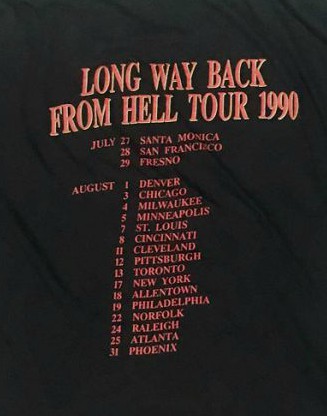 LONG WAY BACK
FROM HELL TOUR 1990
JULY 27 SANTA MONICA
28 SAN FRANCISCO
29 FRESNO
AUGUST 1 DENVER
3 CHICAGO
4 MILWAUKEE
5 MINNEAPOLIS
7 ST. LOUIS
8 CINCINNATI
11 CLEVELAND
12 PITTSBURGH
13 TORONTO
17 NEW YORK
18 ALLENTOWN
19 PHILADELPHIA
22 NORFOLK
24 RALEIGH
25 ATLANTA
31 PHOENIX